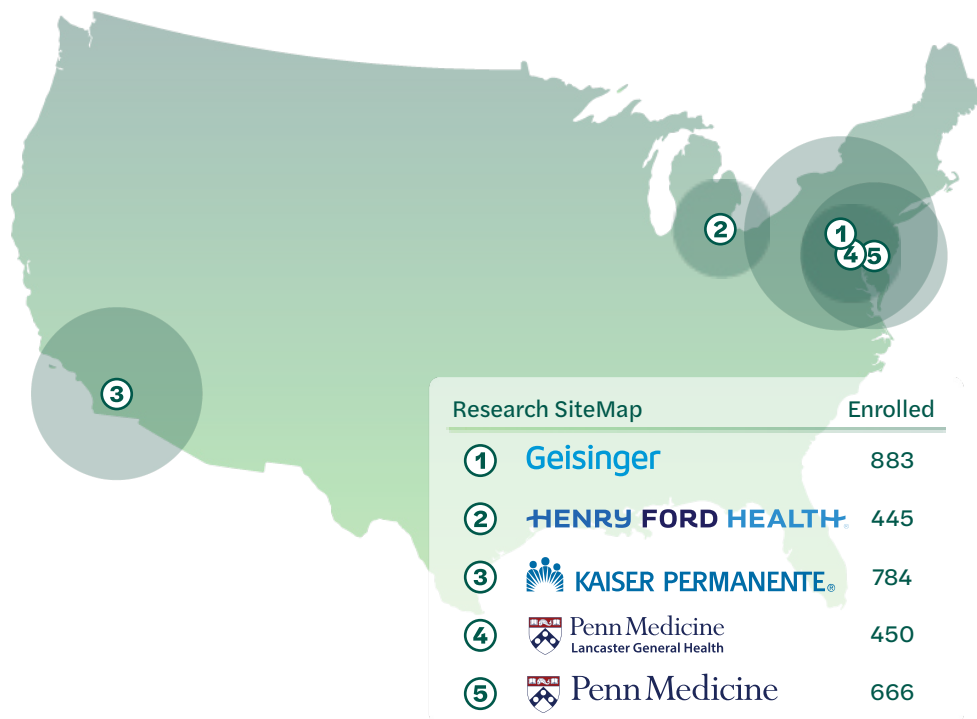 2
1
4 5
3
Research SiteMap Enrolled
1 Geisinger 883
2 HENRY FORD HEALTH® 445
3 KAISER PERMANENTE® 784
4 Penn Medicine 450
Lancaster General Health
5 Penn Medicine 666